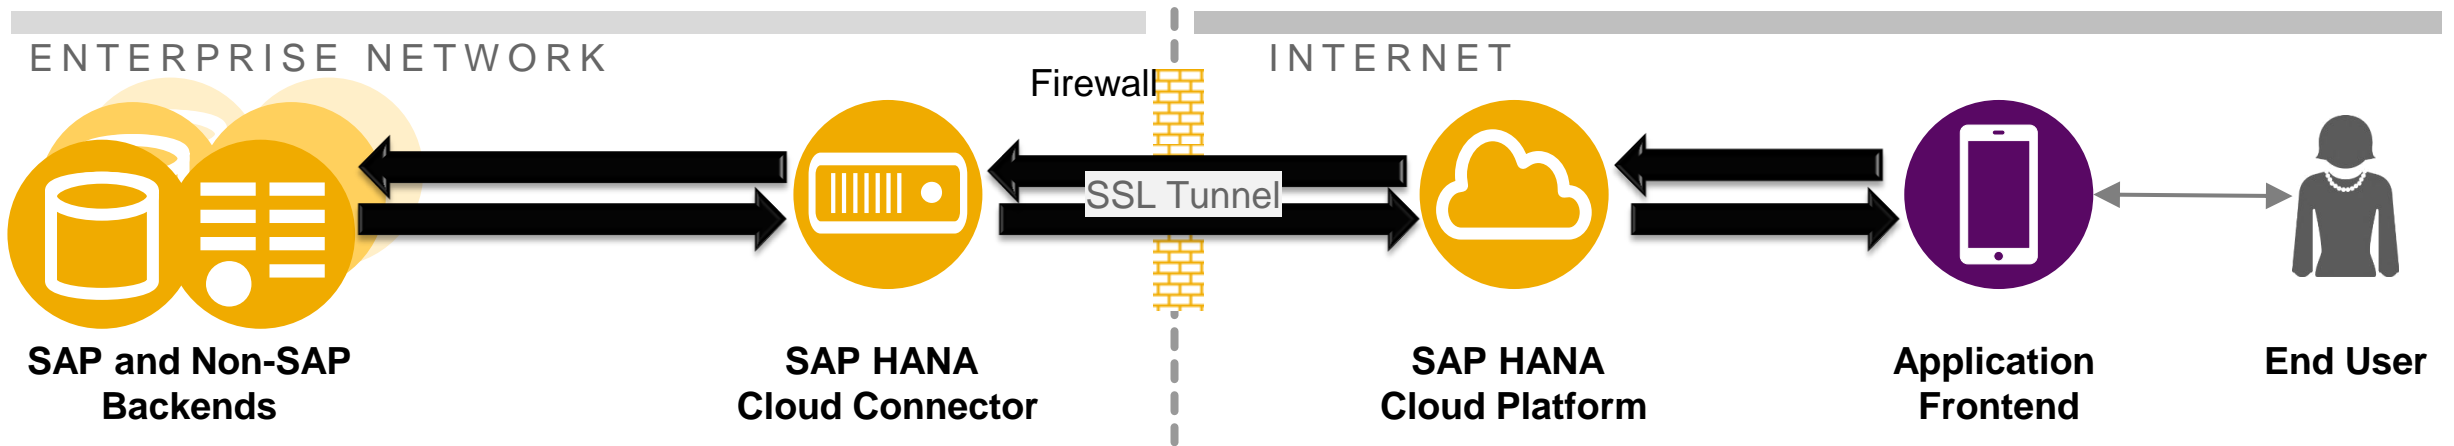 ENTERPRISE NETWORK
INTERNET
Firewall
SSL Tunnel
SAP and Non-SAP
Backends
SAP HANA
Cloud Connector
SAP HANA
Cloud Platform
Application
Frontend
End User